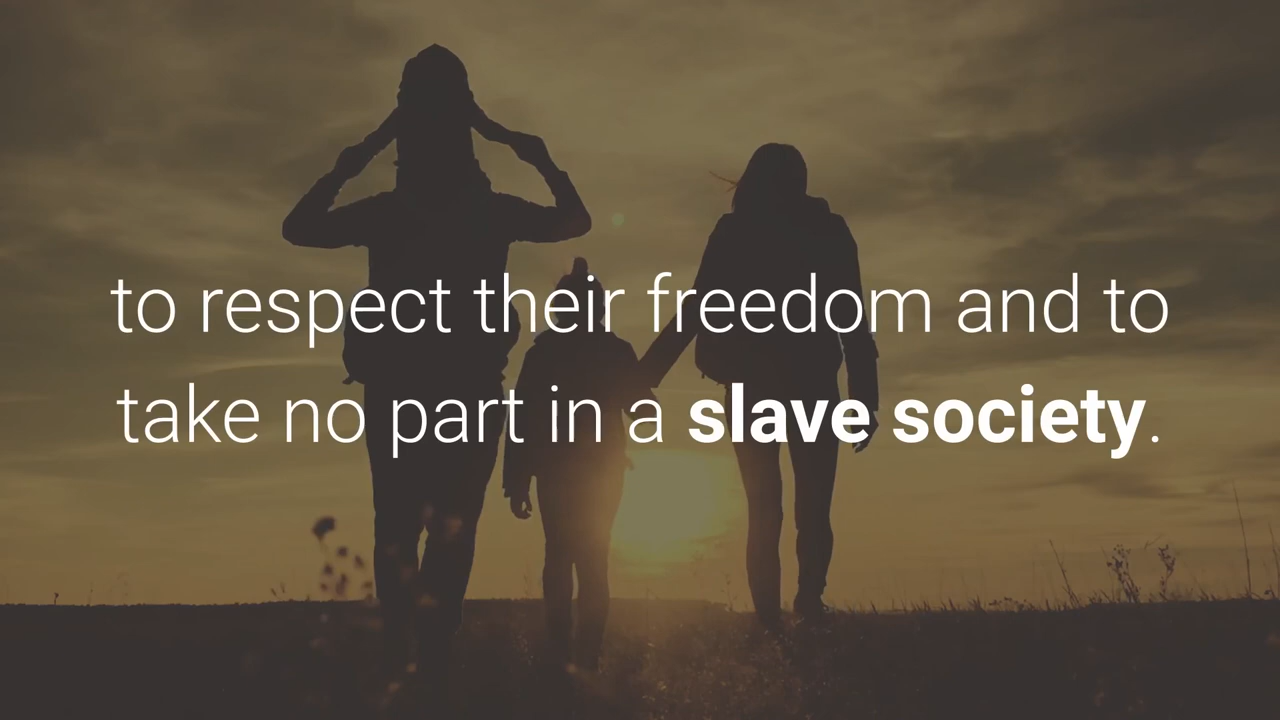 to respect their freedom and to
take no part in a slave society.